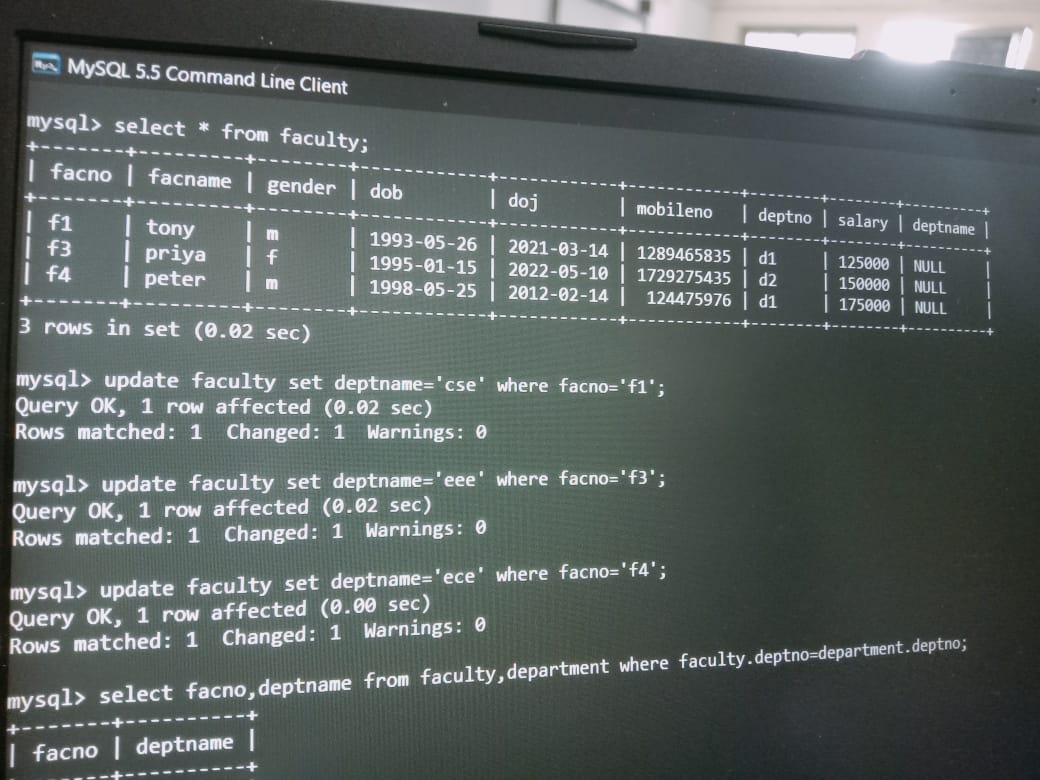 MySQL 5.5 Command Line Client
mysql> select * from faculty;
+-------+---------+--------+------------+------------+------------+--------+--------+----------+
| facno | facname | gender | dob | doj | mobileno | deptno | salary | deptname |
+-------+---------+--------+------------+------------+------------+--------+--------+----------+
| f1 | tony | m | 1993-05-26 | 2021-03-14 | 1289465835 | d1 | 125000 | NULL |
| f3 | priya | f | 1995-01-15 | 2022-05-10 | 1729275435 | d2 | 150000 | NULL |
| f4 | peter | m | 1998-05-25 | 2012-02-14 | 124475976 | d1 | 175000 | NULL |
+-------+---------+--------+------------+------------+------------+--------+--------+----------+
3 rows in set (0.02 sec)
mysql> update faculty set deptname='cse' where facno='f1';
Query OK, 1 row affected (0.02 sec)
Rows matched: 1  Changed: 1  Warnings: 0
mysql> update faculty set deptname='eee' where facno='f3';
Query OK, 1 row affected (0.02 sec)
Rows matched: 1  Changed: 1  Warnings: 0
mysql> update faculty set deptname='ece' where facno='f4';
Query OK, 1 row affected (0.00 sec)
Rows matched: 1  Changed: 1  Warnings: 0
mysql> select facno,deptname from faculty,department where faculty.deptno=department.deptno;
+-------+----------+
| facno | deptname |
+-------+----------+